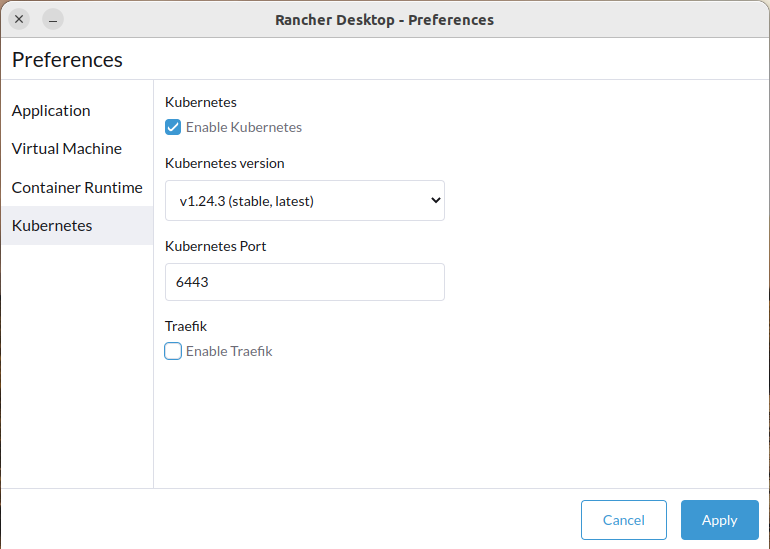 Rancher Desktop - Preferences
Preferences
Application
Virtual Machine
Container Runtime
Kubernetes
Kubernetes
Enable Kubernetes
Kubernetes version
v1.24.3 (stable, latest)
Kubernetes Port
6443
Traefik
Enable Traefik
Cancel
Apply